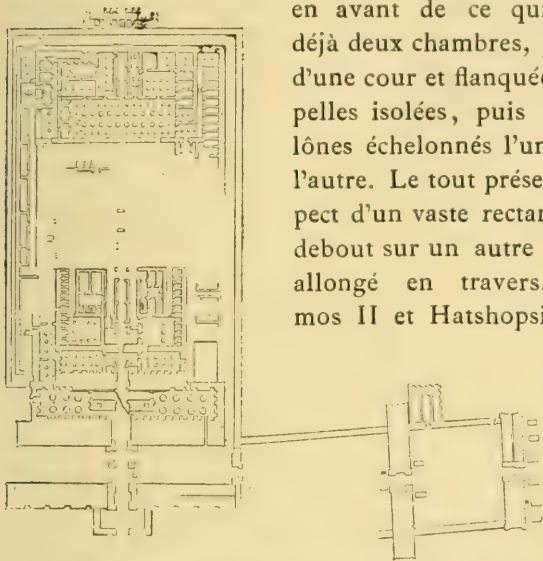 en avant de ce qui
déjà deux chambres,
d'une cour et flanquée
pelles isolées, puis
lônes échelonnés l'un
l'autre. Le tout prése
pect d'un vaste rectan
debout sur un autre
allongé en travers.
mos II et Hatshopsi